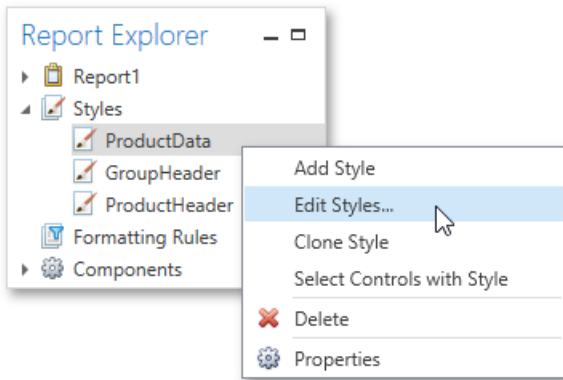 Report Explorer
Report1
Styles
ProductData
GroupHeader
ProductHeader
Formatting Rules
Components
Add Style
Edit Styles...
Clone Style
Select Controls with Style
Delete
Properties